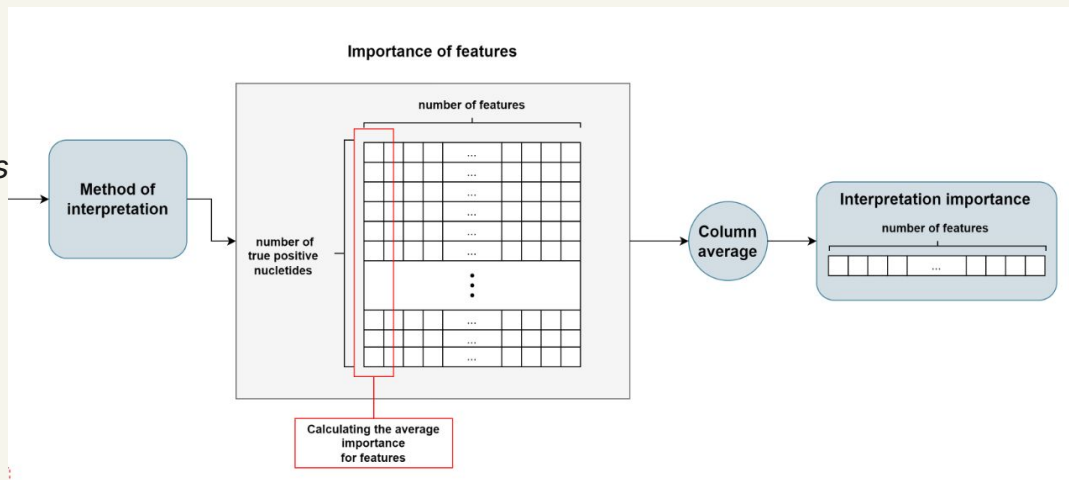 Importance of features
number of features
s
Method of
interpretation
number of
true positive
nucletides
...
...
...
...
...
...
...
...
...
Calculating the average
importance
for features
Column
average
Interpretation importance
number of features
...